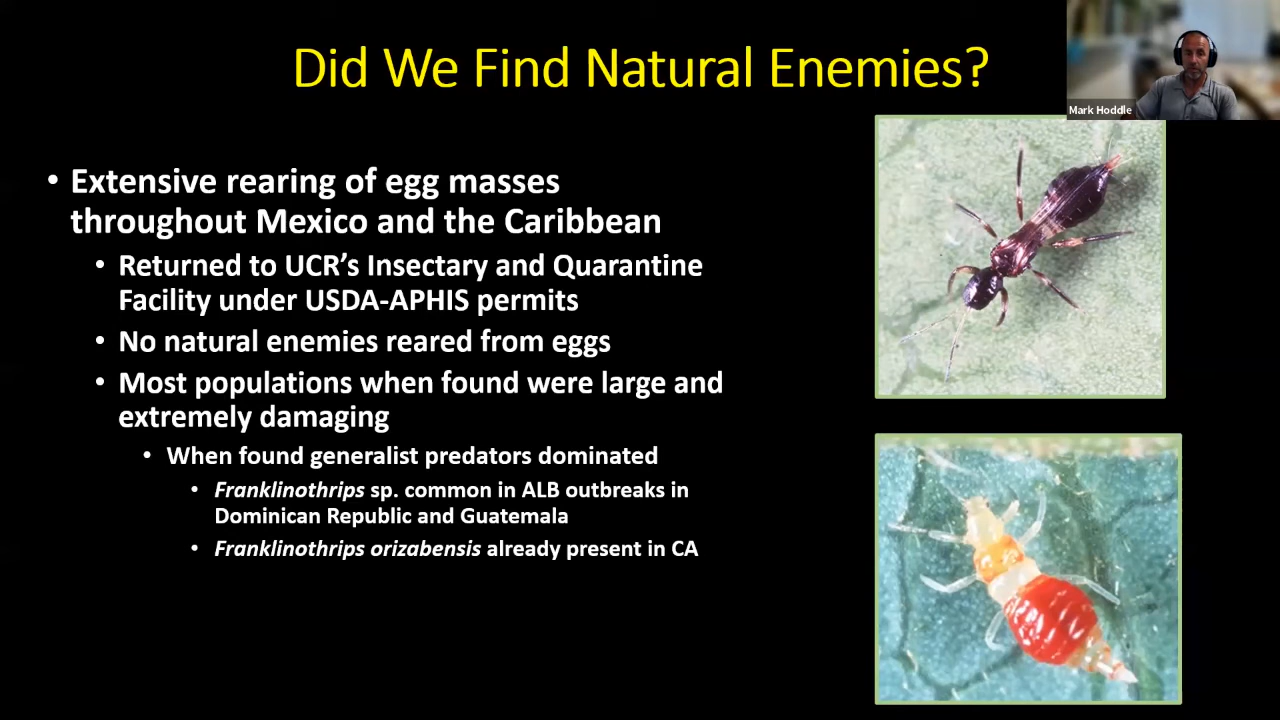 Did We Find Natural Enemies?
Mark Hoddle
• Extensive rearing of egg masses
throughout Mexico and the Caribbean
• Returned to UCR's Insectary and Quarantine
Facility under USDA-APHIS permits
• No natural enemies reared from eggs
• Most populations when found were large and
extremely damaging
• When found generalist predators dominated
• Franklinothrips sp. common in ALB outbreaks in
Dominican Republic and Guatemala
• Franklinothrips orizabensis already present in CA